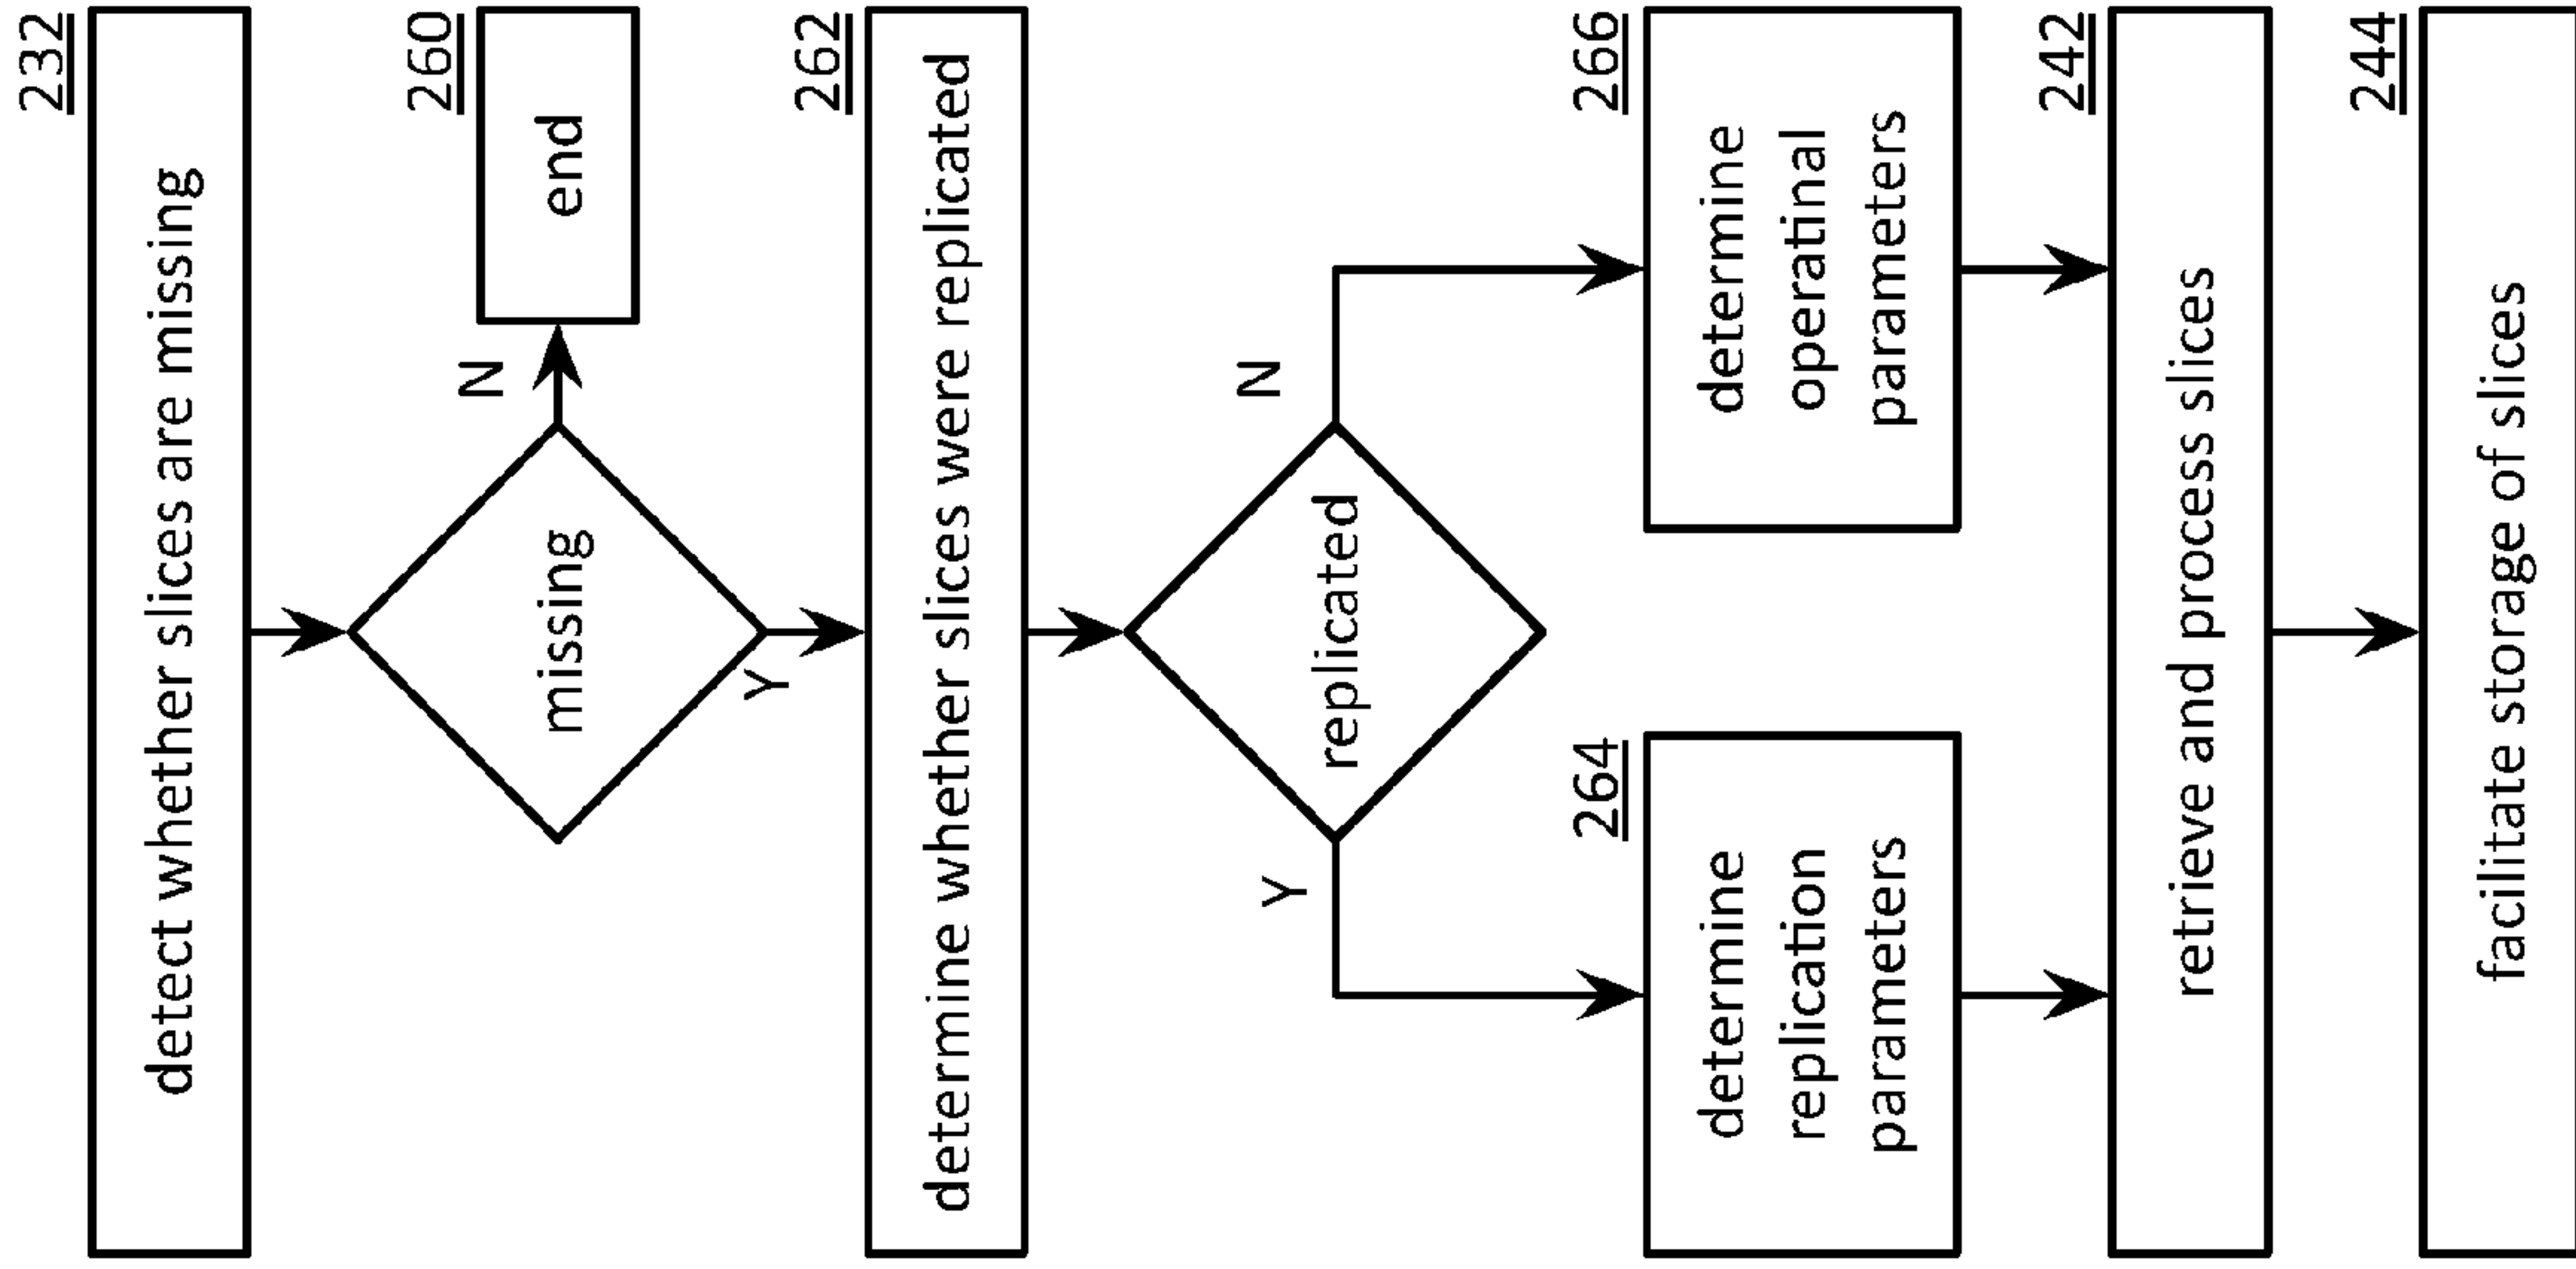 232
detect whether slices are missing
missing
N
260
end
Y
262
determine whether slices were replicated
replicated
Y
N
264
determine
replication
parameters
266
determine
operatinal
parameters
242
retrieve and process slices
244
facilitate storage of slices